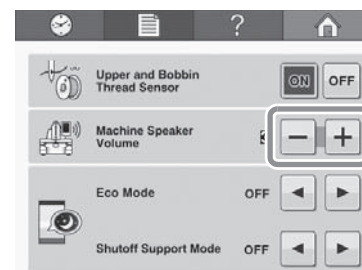 ?
Upper and Bobbin
Thread Sensor
ON OFF
Machine Speaker
Volume
- +
Eco Mode OFF
Shutoff Support Mode OFF